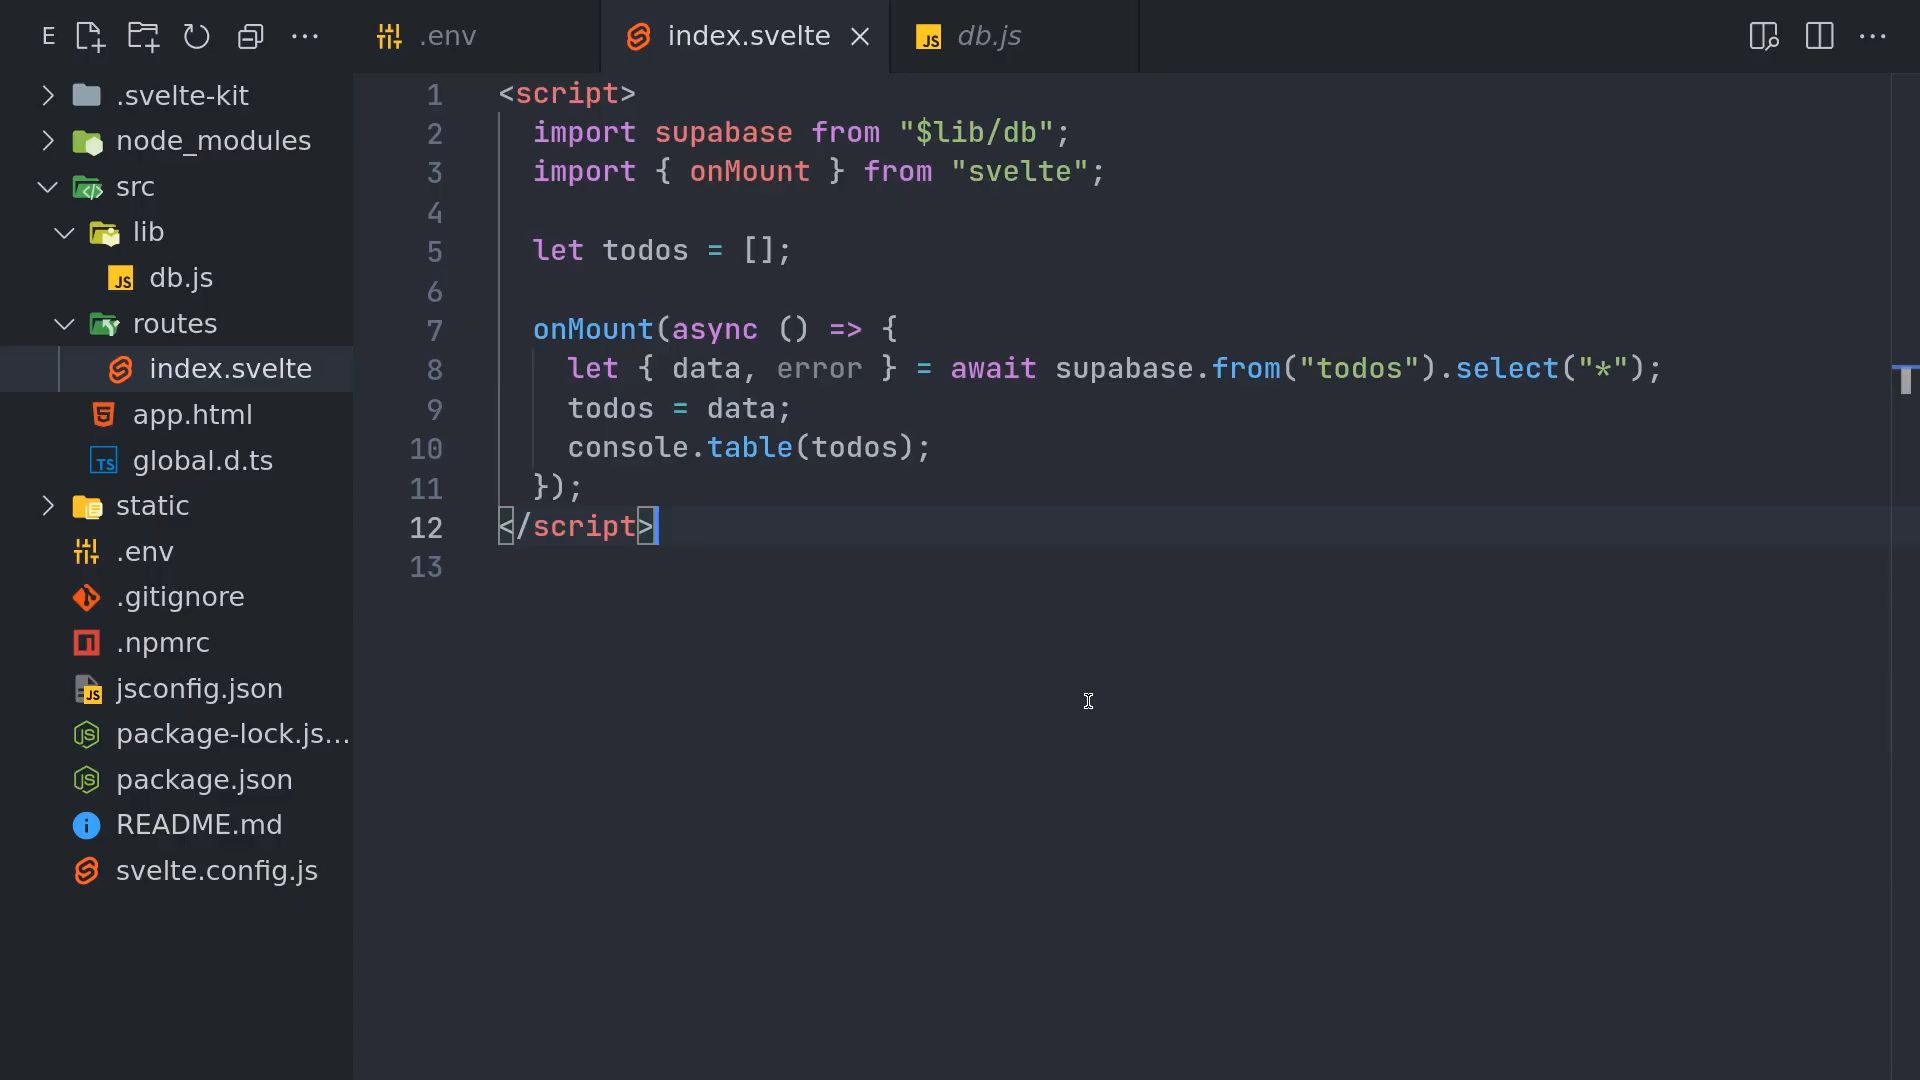 E
.env
index.svelte
db.js
.svelte-kit
node_modules
src
lib
db.js
routes
index.svelte
app.html
global.d.ts
static
.env
.gitignore
.npmrc
jsconfig.json
package-lock.js...
package.json
README.md
svelte.config.js
1 <script>
2 import supabase from "$lib/db";
3 import { onMount } from "svelte";
4
5 let todos = [];
6
7 onMount(async () => {
8 let { data, error } = await supabase.from("todos").select("*");
9 todos = data;
10 console.table(todos);
11 });
12 </script>
13